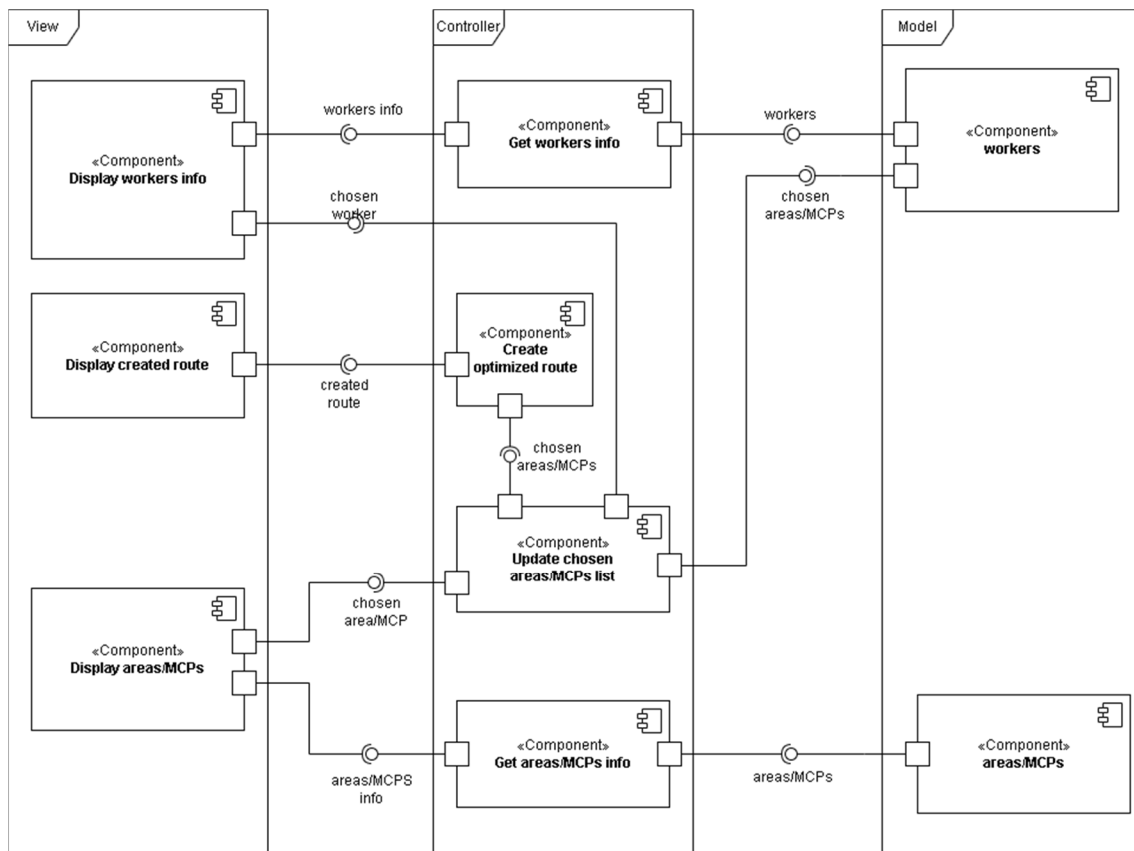 View
Controller
Model
«Component»
Display workers info
workers info
«Component»
Get workers info
workers
«Component»
workers
chosen
worker
chosen
areas/MCPs
«Component»
Display created route
created
route
«Component»
Create
optimized route
chosen
areas/MCPs
«Component»
Update chosen
areas/MCPs list
chosen
area/MCP
«Component»
Display areas/MCPs
areas/MCPS
info
«Component»
Get areas/MCPs info
areas/MCPs
«Component»
areas/MCPs